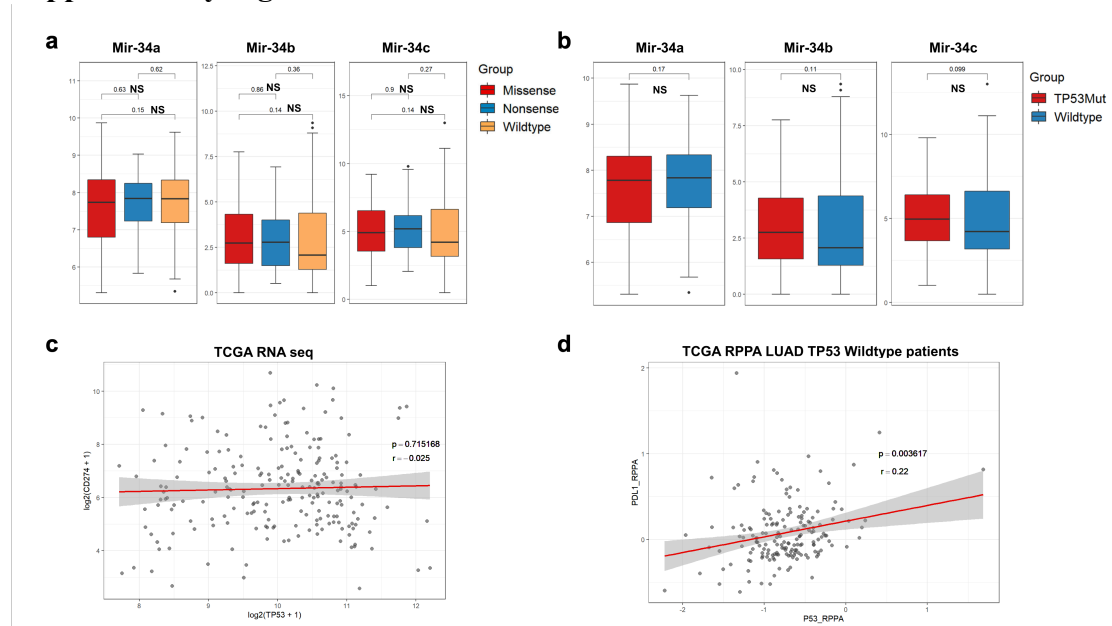 a
Mir-34a
Mir-34b
Mir-34c
0.62
0.63
NS
0.15
NS
11
10
9
8
7
6
0.36
0.86
NS
0.14
NS
12.5
10.0
7.5
5.0
2.5
0.0
0.27
0.9
NS
0.14
NS
15
10
5
0
Group
Missense
Nonsense
Wildtype
b
Mir-34a
Mir-34b
Mir-34c
0.17
NS
10
9
8
7
6
0.11
NS
10.0
7.5
5.0
2.5
0.0
0.099
NS
10
5
0
Group
TP53Mut
Wildtype
c
TCGA RNA seq
p = 0.715168
r = −0.025
log2(CD274 + 1)
10
8
6
4
8 9 10 11 12
log2(TP53 + 1)
d
TCGA RPPA LUAD TP53 Wildtype patients
p = 0.003617
r = 0.22
PDL1_RPPA
2
1
0
-2 -1 0 1
P53_RPPA